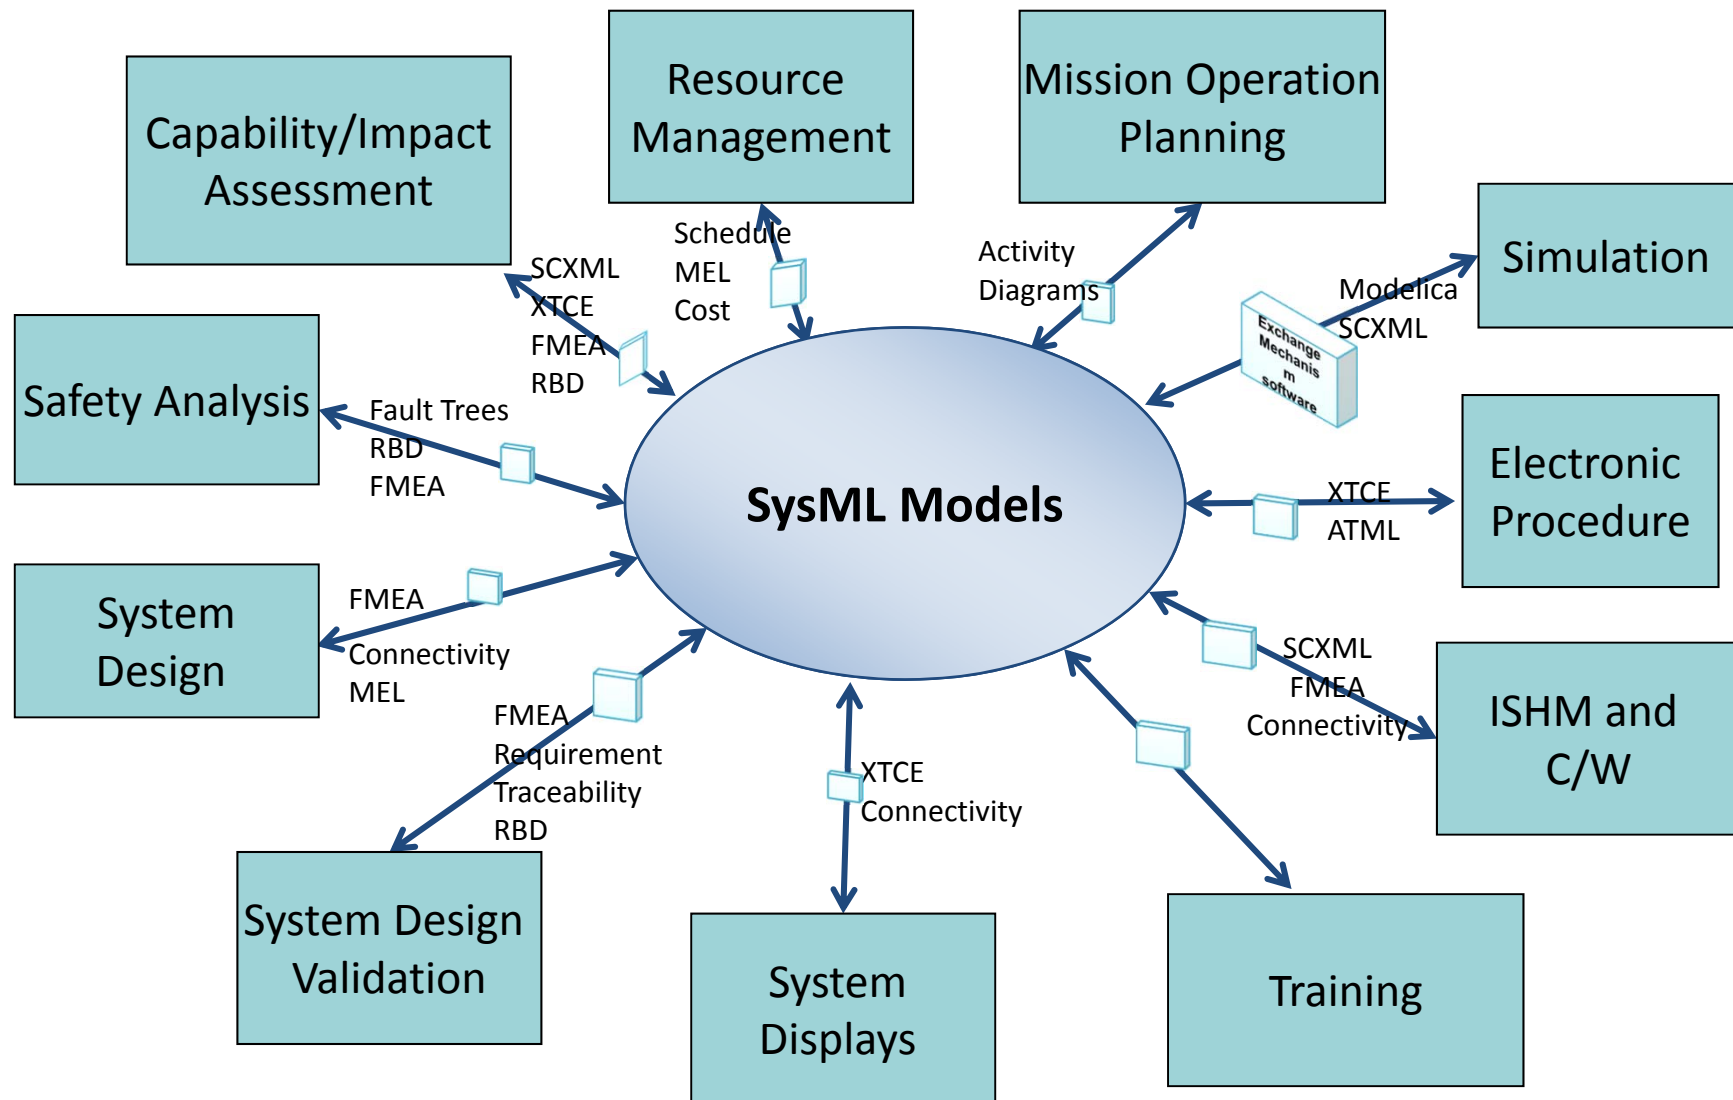 Resource
Management
Mission Operation
Planning
Capability/Impact
Assessment
Simulation
Schedule
MEL
Cost
Activity
Diagrams
SCXML
XTCE
FMEA
RBD
Modelica
SCXML
Exchange
Mechanis
m
software
Safety Analysis
Fault Trees
RBD
FMEA
SysML Models
XTCE
ATML
Electronic
Procedure
System
Design
FMEA
Connectivity
MEL
SCXML
FMEA
Connectivity
ISHM and
C/W
FMEA
Requirement
Traceability
RBD
XTCE
Connectivity
System Design
Validation
System
Displays
Training